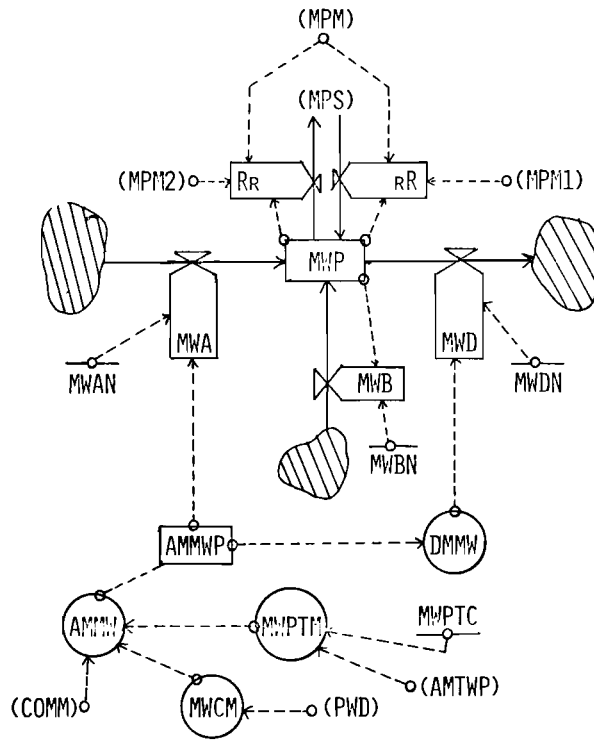 (MPM)
(MPS)
(MPM2)
RR
RR
(MPM1)
MWP
MWA
MWD
MWAN
MWB
MWDN
MWBN
AMMWP
DMMW
AMMW
MWPTM
MWPTC
(COMM)
MWCM
(PWD)
(AMTWP)